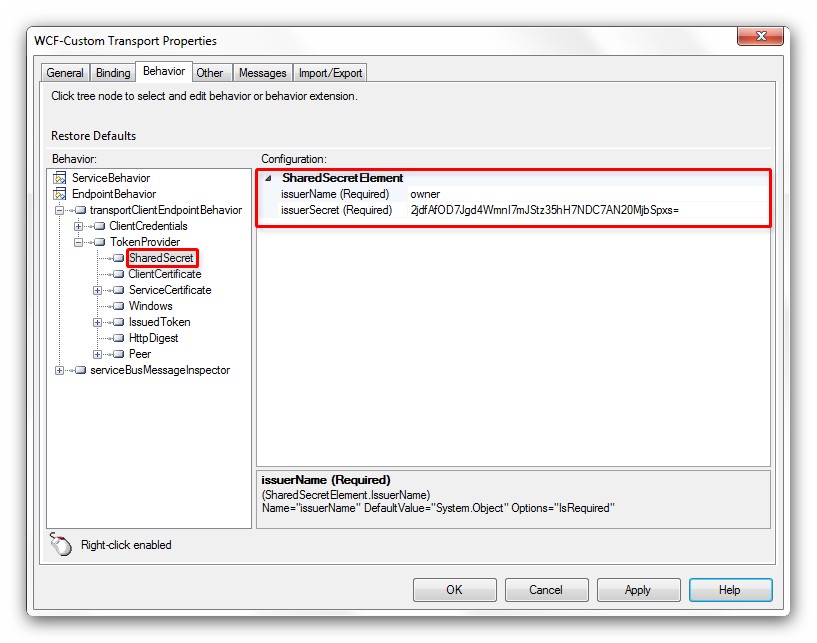 WCF-Custom Transport Properties
General Binding Behavior Other Messages Import/Export
Click tree node to select and edit behavior or behavior extension.
Restore Defaults
Behavior:
ServiceBehavior
EndpointBehavior
transportClientEndpointBehavior
ClientCredentials
TokenProvider
SharedSecret
ClientCertificate
ServiceCertificate
Windows
IssuedToken
HttpDigest
Peer
serviceBusMessageInspector
Configuration:
SharedSecretElement
issuerName (Required) owner
issuerSecret (Required) 2jdfAfOD7Jgd4WmnI7mJStz35hH7NDC7AN20MjbSpxs=
issuerName (Required)
(SharedSecretElement.IssuerName)
Name="issuerName" DefaultValue="System.Object" Options="IsRequired"
Right-click enabled
OK Cancel Apply Help